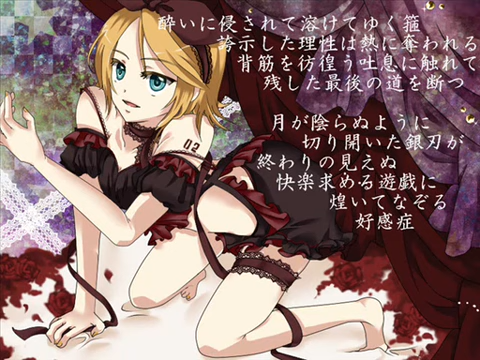 酔いに侵されて溶けてゆく箍
誇示した理性は熱に奪われる
背筋を彷徨う吐息に触れて
残した最後の道を断つ
月が陰らぬように
切り開いた銀刃が
終わりの見えぬ
快楽求める遊戯に
煌いてなぞる
好感症
02